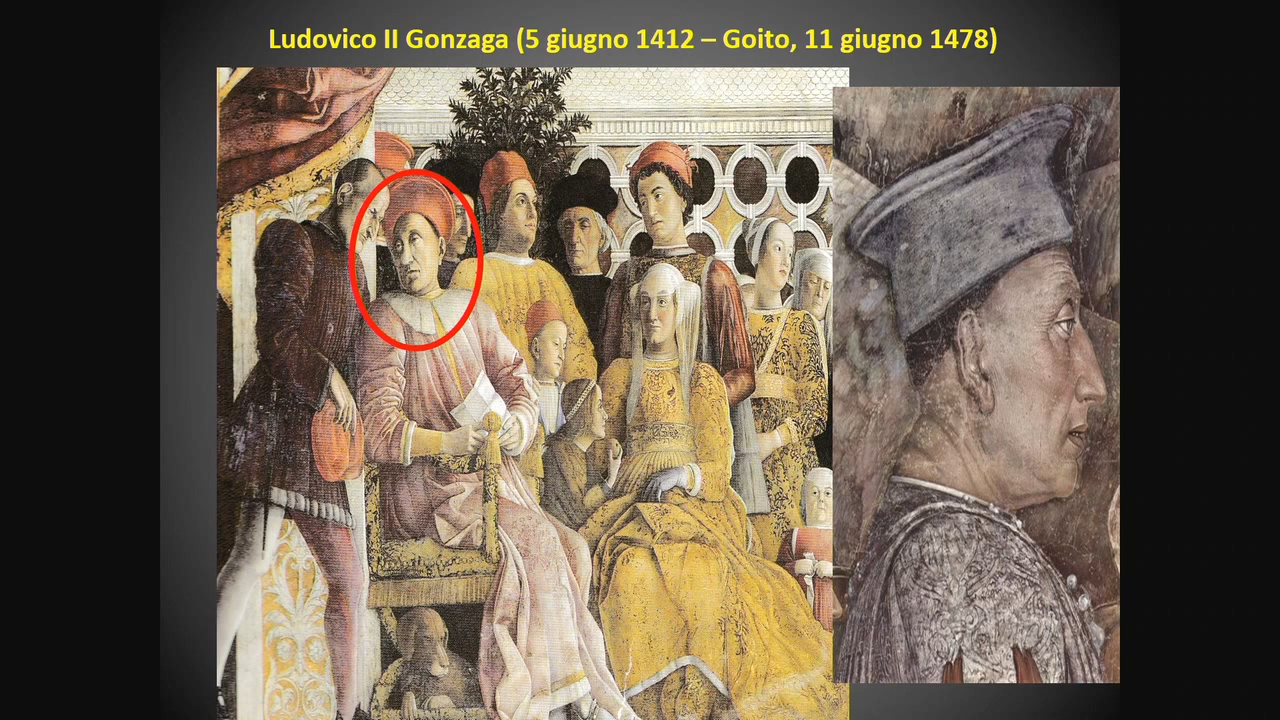 Ludovico II Gonzaga (5 giugno 1412 – Goito, 11 giugno 1478)